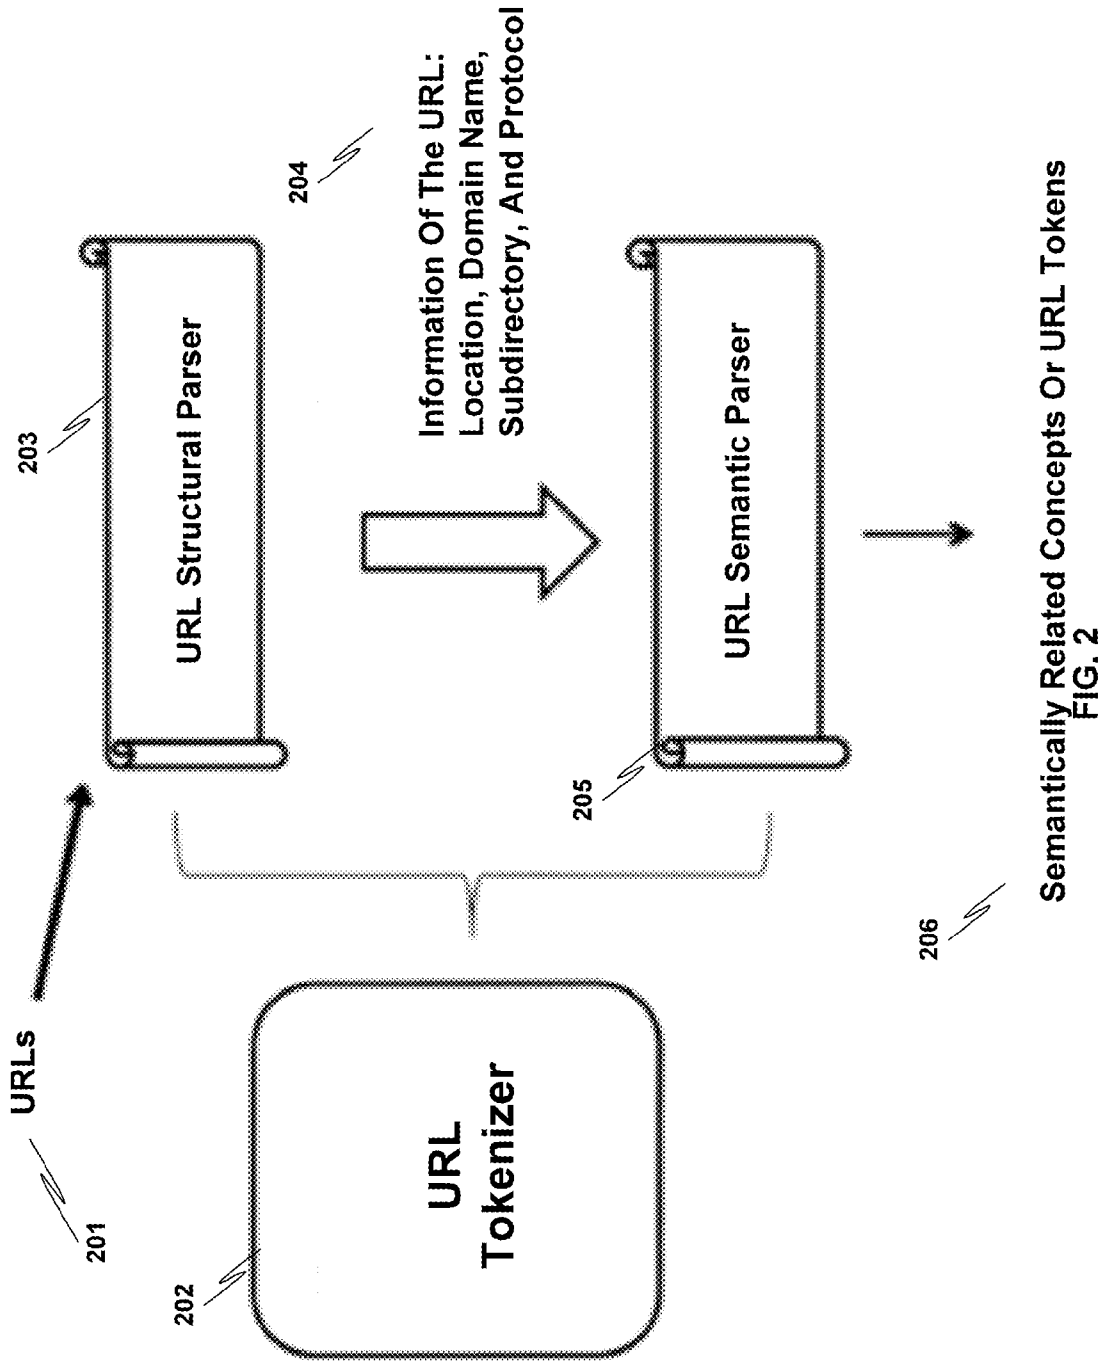 201
URLs
202
URL
Tokenizer
203
URL Structural Parser
204
Information Of The URL:
Location, Domain Name,
Subdirectory, And Protocol
205
URL Semantic Parser
206
Semantically Related Concepts Or URL Tokens
FIG. 2